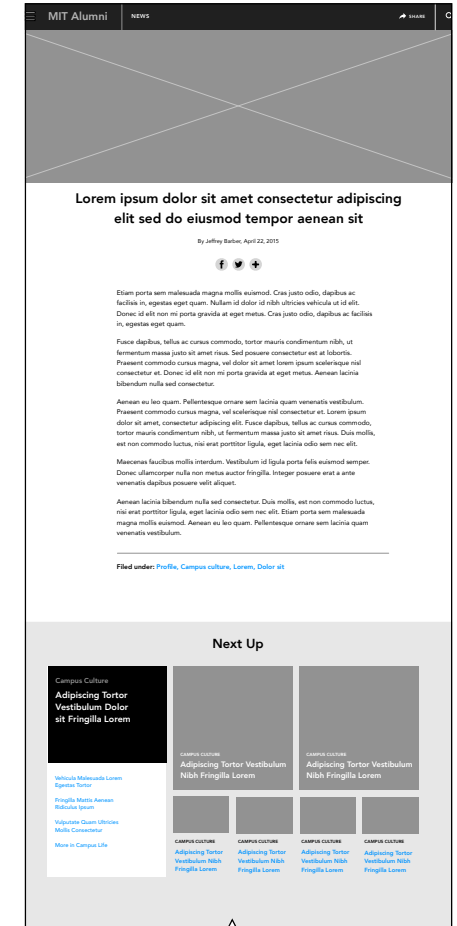 MIT Alumni
NEWS
SHARE
Lorem ipsum dolor sit amet consectetur adipiscing
elit sed do eiusmod tempor aenean sit
By Jeffrey Barber, April 22, 2015
Etiam porta sem malesuada magna mollis euismod. Cras justo odio, dapibus ac
facilisis in, egestas eget quam. Nullam id dolor id nibh ultricies vehicula ut id elit.
Donec id elit non mi porta gravida at eget metus. Cras justo odio, dapibus ac facilisis
in, egestas eget quam.
Fusce dapibus, tellus ac cursus commodo, tortor mauris condimentum nibh, ut
fermentum massa justo sit amet risus. Sed posuere consectetur est at lobortis.
Praesent commodo cursus magna, vel dolor sit amet lorem ipsum scelerisque nisl
consectetur et. Donec id elit non mi porta gravida at eget metus. Aenean lacinia
bibendum nulla sed consectetur.
Aenean eu leo quam. Pellentesque ornare sem lacinia quam venenatis vestibulum.
Praesent commodo cursus magna, vel scelerisque nisl consectetur et. Lorem ipsum
dolor sit amet, consectetur adipiscing elit. Fusce dapibus, tellus ac cursus commodo,
tortor mauris condimentum nibh, ut fermentum massa justo sit amet risus. Duis mollis,
est non commodo luctus, nisi erat porttitor ligula, eget lacinia odio sem nec elit.
Maecenas faucibus mollis interdum. Vestibulum id ligula porta felis euismod semper.
Donec ullamcorper nulla non metus auctor fringilla. Integer posuere erat a ante
venenatis dapibus posuere velit aliquet.
Aenean lacinia bibendum nulla sed consectetur. Duis mollis, est non commodo luctus,
nisi erat porttitor ligula, eget lacinia odio sem nec elit. Etiam porta sem malesuada
magna mollis euismod. Aenean eu leo quam. Pellentesque ornare sem lacinia quam
venenatis vestibulum.
Filed under: Profile, Campus culture, Lorem, Dolor sit
Next Up
Campus Culture
Adipiscing Tortor
Vestibulum Dolor
sit Fringilla Lorem
Vehicula Malesuada Lorem
Egestas Tortor
Fringilla Mattis Aenean
Ridiculus Ipsum
Vulputate Quam Ultricies
Mollis Consectetur
More in Campus Life
CAMPUS CULTURE
Adipiscing Tortor Vestibulum
Nibh Fringilla Lorem
CAMPUS CULTURE
Adipiscing Tortor Vestibulum
Nibh Fringilla Lorem
CAMPUS CULTURE
Adipiscing Tortor
Vestibulum Nibh
Fringilla Lorem
CAMPUS CULTURE
Adipiscing Tortor
Vestibulum Nibh
Fringilla Lorem
CAMPUS CULTURE
Adipiscing Tortor
Vestibulum Nibh
Fringilla Lorem
CAMPUS CULTURE
Adipiscing Tortor
Vestibulum Nibh
Fringilla Lorem